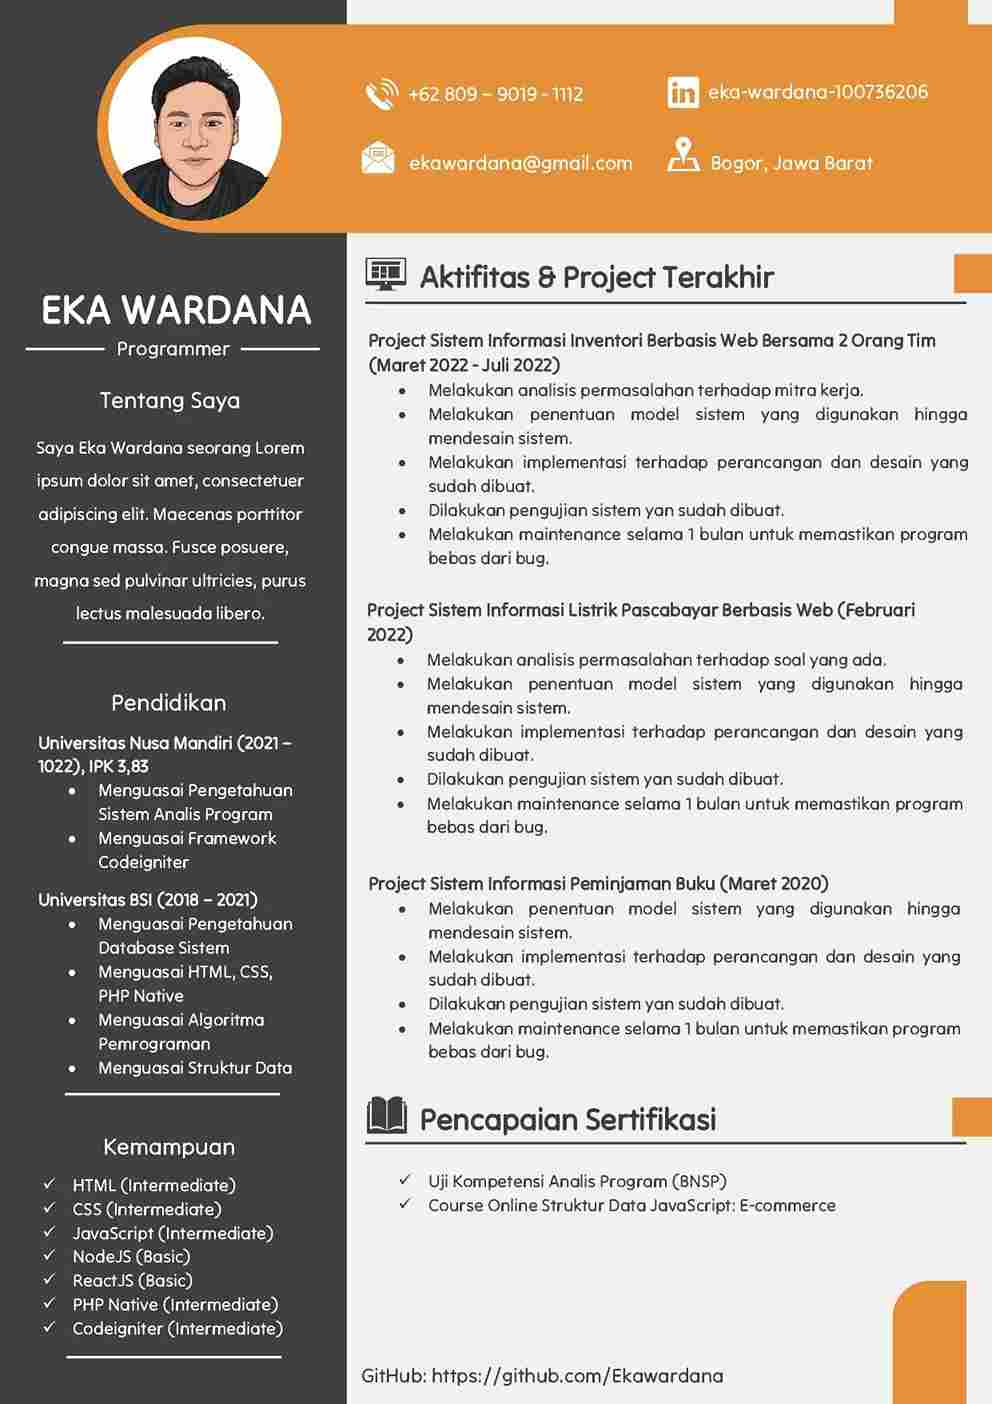 +62 809 – 9019 - 1112
eka-wardana-100736206
ekawardana@gmail.com
Bogor, Jawa Barat
EKA WARDANA
Programmer
Tentang Saya
Saya Eka Wardana seorang Lorem
ipsum dolor sit amet, consectetuer
adipiscing elit. Maecenas porttitor
congue massa. Fusce posuere,
magna sed pulvinar ultricies, purus
lectus malesuada libero.
Pendidikan
Universitas Nusa Mandiri (2021 –
1022), IPK 3,83
• Menguasai Pengetahuan
Sistem Analis Program
• Menguasai Framework
Codeigniter
Universitas BSI (2018 – 2021)
• Menguasai Pengetahuan
Database Sistem
• Menguasai HTML, CSS,
PHP Native
• Menguasai Algoritma
Pemrograman
• Menguasai Struktur Data
Kemampuan
✓ HTML (Intermediate)
✓ CSS (Intermediate)
✓ JavaScript (Intermediate)
✓ NodeJS (Basic)
✓ ReactJS (Basic)
✓ PHP Native (Intermediate)
✓ Codeigniter (Intermediate)
Aktifitas & Project Terakhir
Project Sistem Informasi Inventori Berbasis Web Bersama 2 Orang Tim
(Maret 2022 - Juli 2022)
• Melakukan analisis permasalahan terhadap mitra kerja.
• Melakukan penentuan model sistem yang digunakan hingga
mendesain sistem.
• Melakukan implementasi terhadap perancangan dan desain yang
sudah dibuat.
• Dilakukan pengujian sistem yan sudah dibuat.
• Melakukan maintenance selama 1 bulan untuk memastikan program
bebas dari bug.
Project Sistem Informasi Listrik Pascabayar Berbasis Web (Februari
2022)
• Melakukan analisis permasalahan terhadap soal yang ada.
• Melakukan penentuan model sistem yang digunakan hingga
mendesain sistem.
• Melakukan implementasi terhadap perancangan dan desain yang
sudah dibuat.
• Dilakukan pengujian sistem yan sudah dibuat.
• Melakukan maintenance selama 1 bulan untuk memastikan program
bebas dari bug.
Project Sistem Informasi Peminjaman Buku (Maret 2020)
• Melakukan penentuan model sistem yang digunakan hingga
mendesain sistem.
• Melakukan implementasi terhadap perancangan dan desain yang
sudah dibuat.
• Dilakukan pengujian sistem yan sudah dibuat.
• Melakukan maintenance selama 1 bulan untuk memastikan program
bebas dari bug.
Pencapaian Sertifikasi
✓ Uji Kompetensi Analis Program (BNSP)
✓ Course Online Struktur Data JavaScript: E-commerce
GitHub: https://github.com/Ekawardana